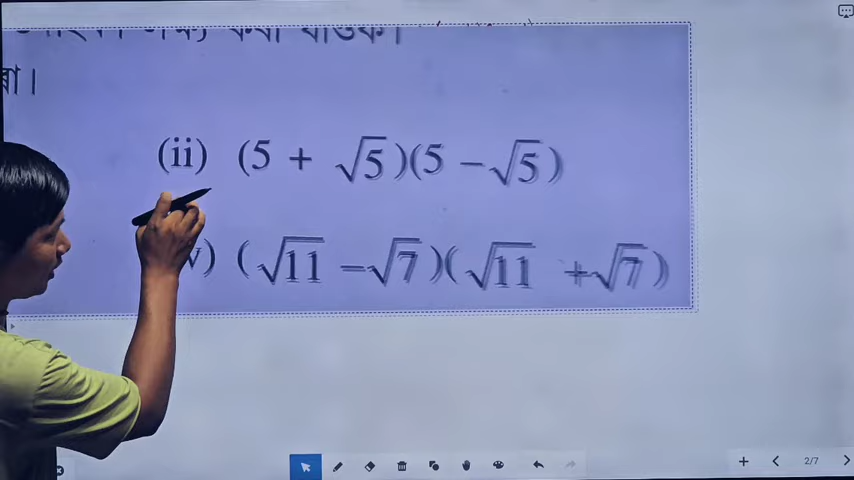 (ii) (5 + √5)(5 − √5)
v) (√11 − √7)(√11 + √7)
2/7